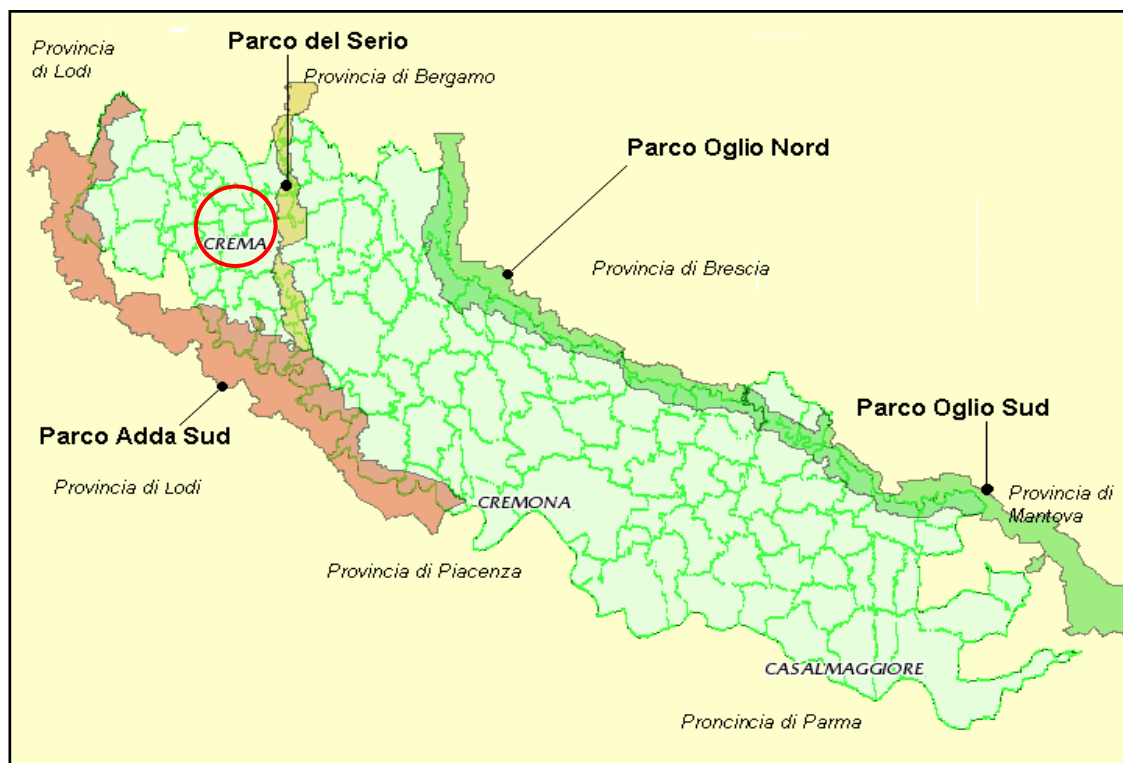 Provincia
di Lodi
Parco del Serio
Provincia di Bergamo
Parco Oglio Nord
CREMA
Provincia di Brescia
Parco Oglio Sud
Parco Adda Sud
Provincia di Lodi
Provincia di
Mantova
CREMONA
Provincia di Piacenza
CASALMAGGIORE
Proncincia di Parma